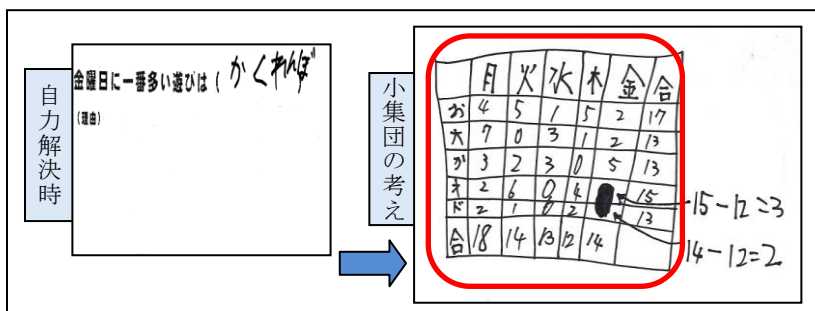 自力解決時
金曜日に一番多い遊びは（ かくれんぼ
（理由）
小集団の考え
月 火 水 木 金 合
お 4 5 1 5 2 17
大 7 0 3 1 2 13
か 3 2 3 0 5 13
オ 2 6 0 4 15
ド 2 1 6 2 13
合 18 14 13 12 14
15-12=3
14-12=2